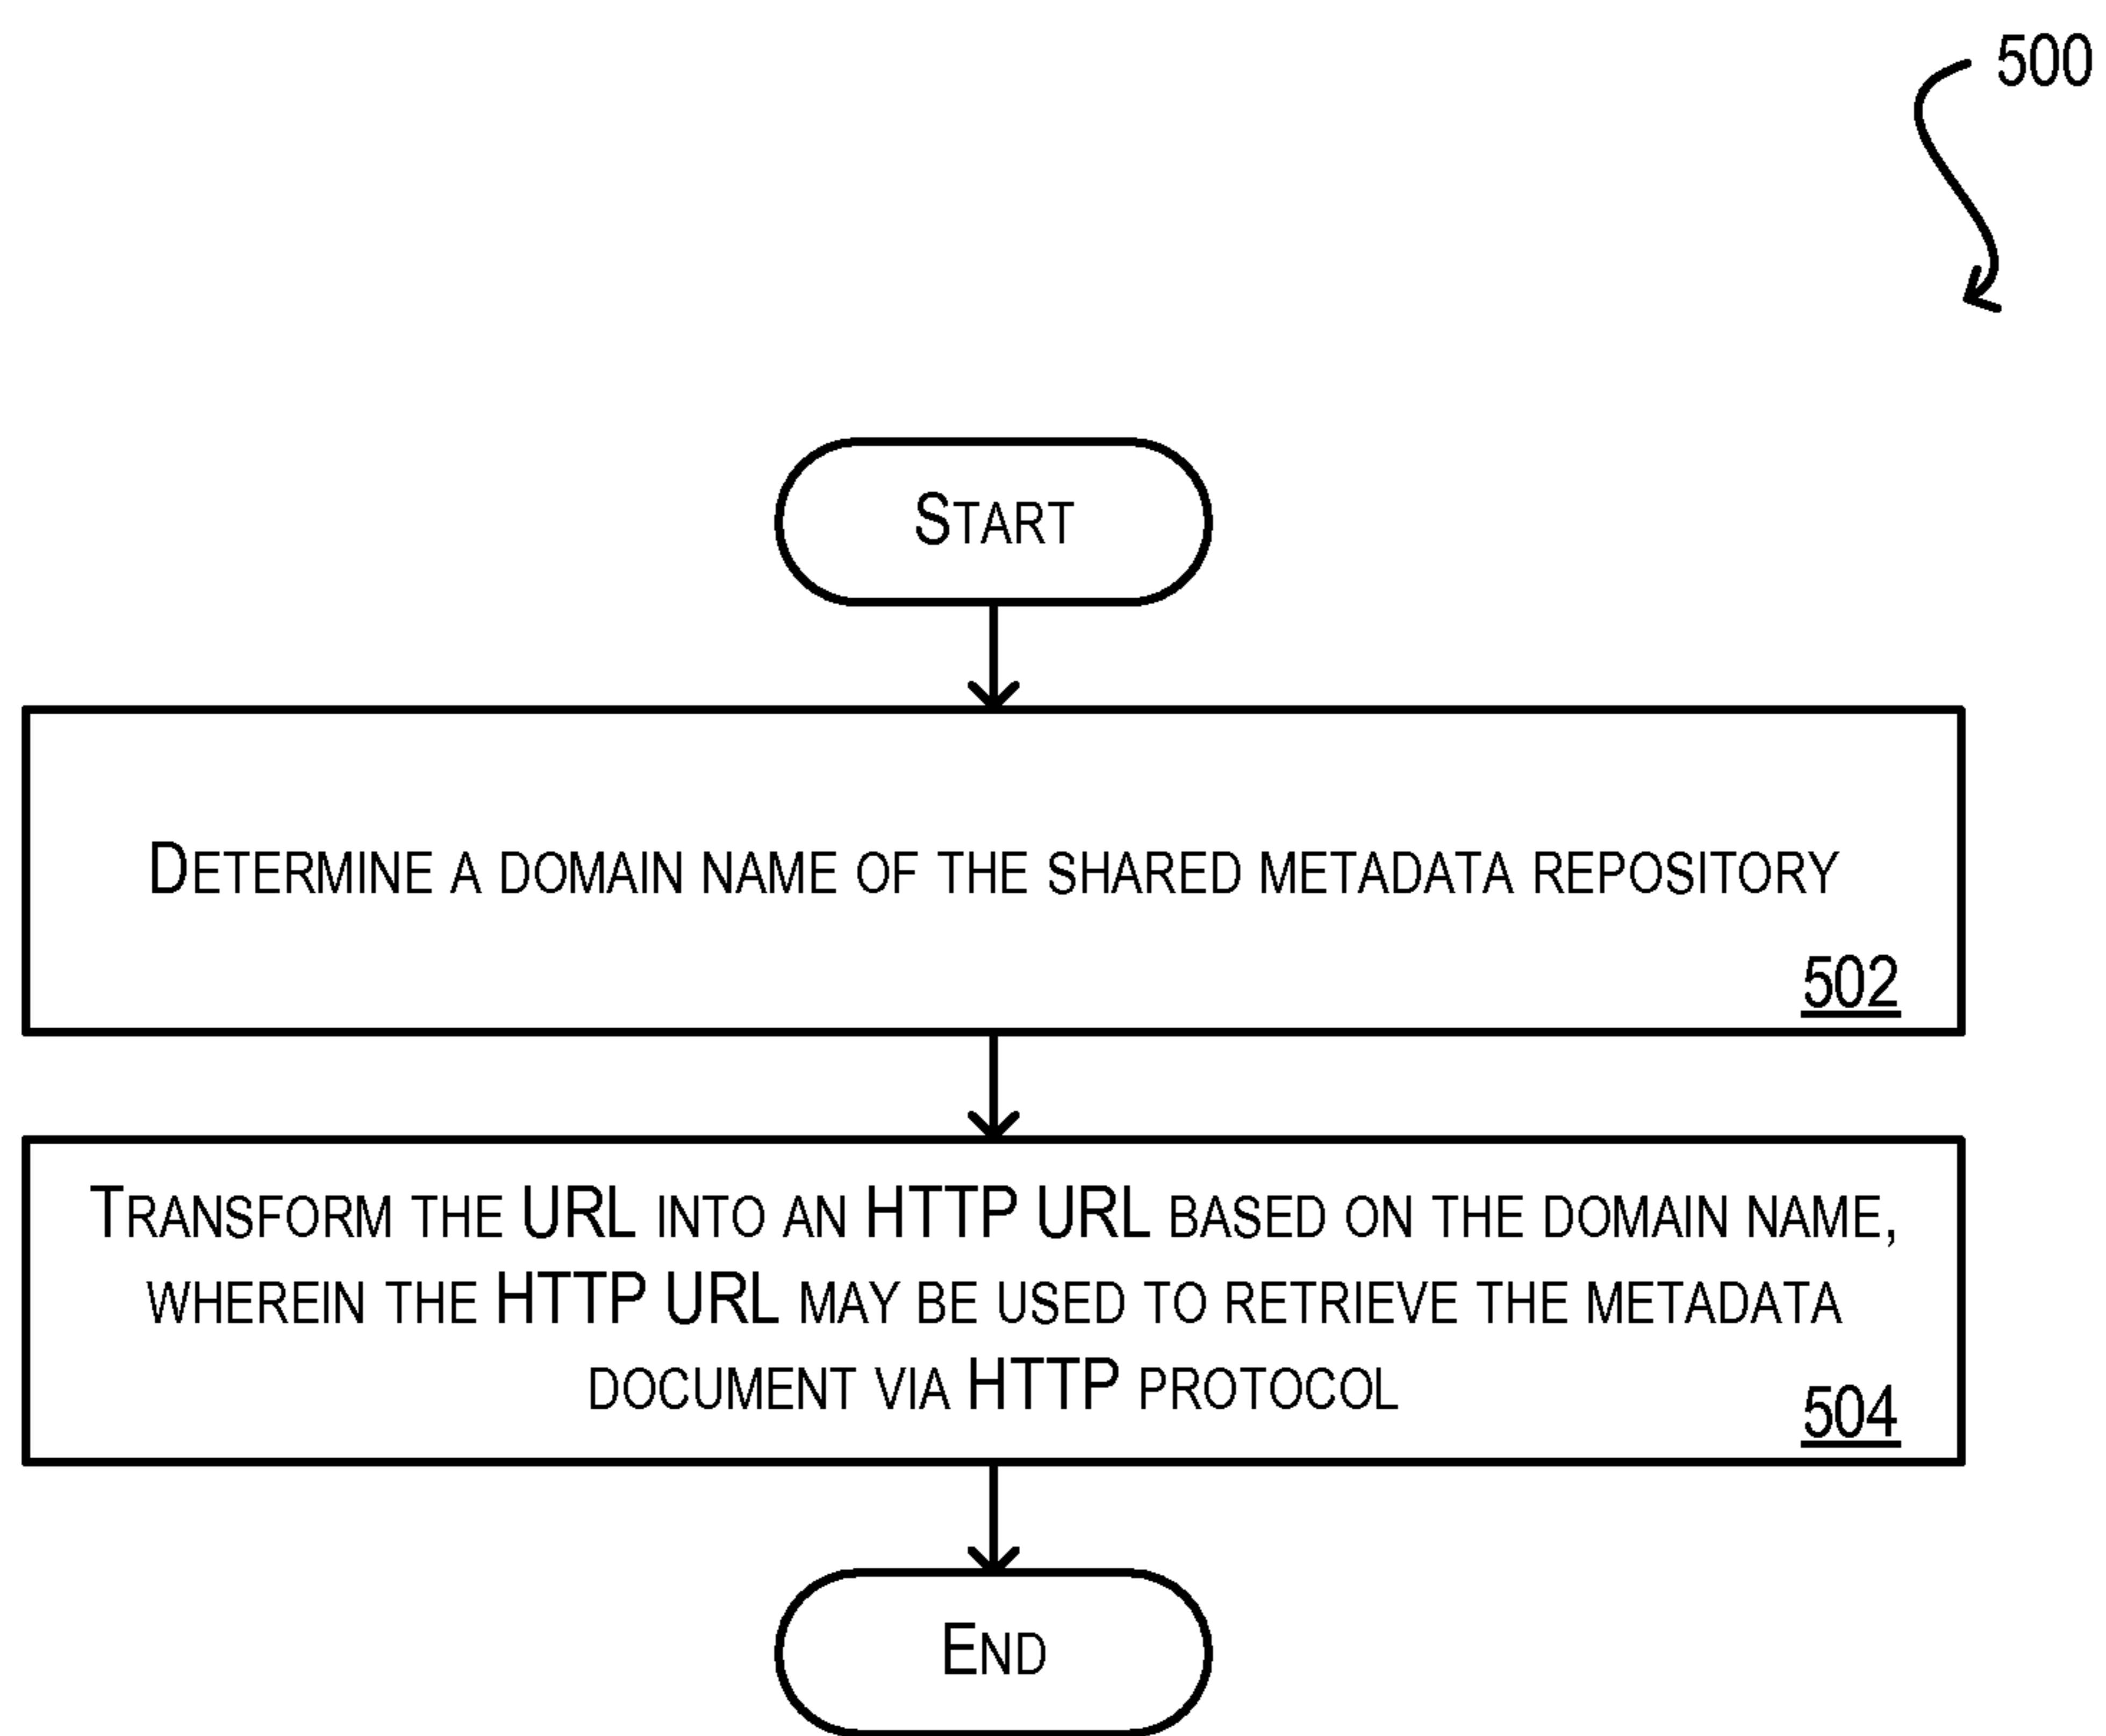 500
START
DETERMINE A DOMAIN NAME OF THE SHARED METADATA REPOSITORY
502
TRANSFORM THE URL INTO AN HTTP URL BASED ON THE DOMAIN NAME,
WHEREIN THE HTTP URL MAY BE USED TO RETRIEVE THE METADATA
DOCUMENT VIA HTTP PROTOCOL
504
END